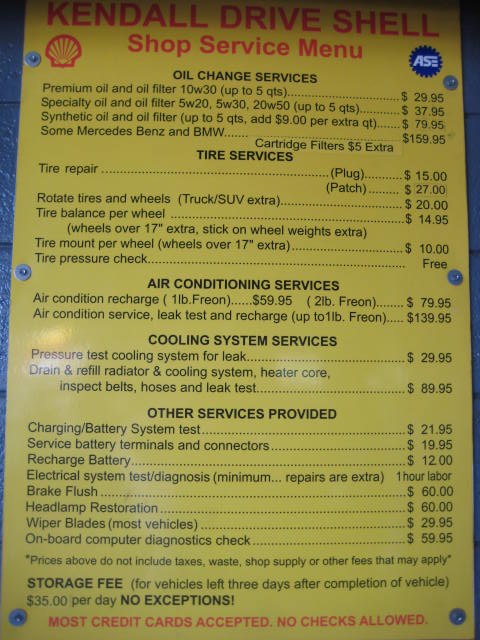 KENDALL DRIVE SHELL
Shop Service Menu
ASE
OIL CHANGE SERVICES
Premium oil and oil filter 10w30 (up to 5 qts)........................... $ 29.95
Specialty oil and oil filter 5w20, 5w30, 20w50 (up to 5 qts)......... $ 37.95
Synthetic oil and oil filter (up to 5 qts, add $9.00 per extra qt)...... $ 79.95
Some Mercedes Benz and BMW...... $159.95
Cartridge Filters $5 Extra
TIRE SERVICES
Tire repair ........................................................(Plug)........... $ 15.00
(Patch) ........ $ 27.00
Rotate tires and wheels (Truck/SUV extra)............................ $ 20.00
Tire balance per wheel ........................................................ $ 14.95
(wheels over 17" extra, stick on wheel weights extra)
Tire mount per wheel (wheels over 17" extra)........................... $ 10.00
Tire pressure check............................................................... Free
AIR CONDITIONING SERVICES
Air condition recharge ( 1lb.Freon)......$59.95 ( 2lb. Freon)....... $ 79.95
Air condition service, leak test and recharge (up to1lb. Freon)..... $139.95
COOLING SYSTEM SERVICES
Pressure test cooling system for leak...................................... $ 29.95
Drain & refill radiator & cooling system, heater core,
inspect belts, hoses and leak test..................................... $ 89.95
OTHER SERVICES PROVIDED
Charging/Battery System test................................................ $ 21.95
Service battery terminals and connectors................................ $ 19.95
Recharge Battery................................................................ $ 12.00
Electrical system test/diagnosis (minimum... repairs are extra) 1 hour labor
Brake Flush ....................................................................... $ 60.00
Headlamp Restoration ......................................................... $ 60.00
Wiper Blades (most vehicles) ................................................ $ 29.95
On-board computer diagnostics check ................................... $ 59.95
"Prices above do not include taxes, waste, shop supply or other fees that may apply"
STORAGE FEE (for vehicles left three days after completion of vehicle)
$35.00 per day NO EXCEPTIONS!
MOST CREDIT CARDS ACCEPTED. NO CHECKS ALLOWED.